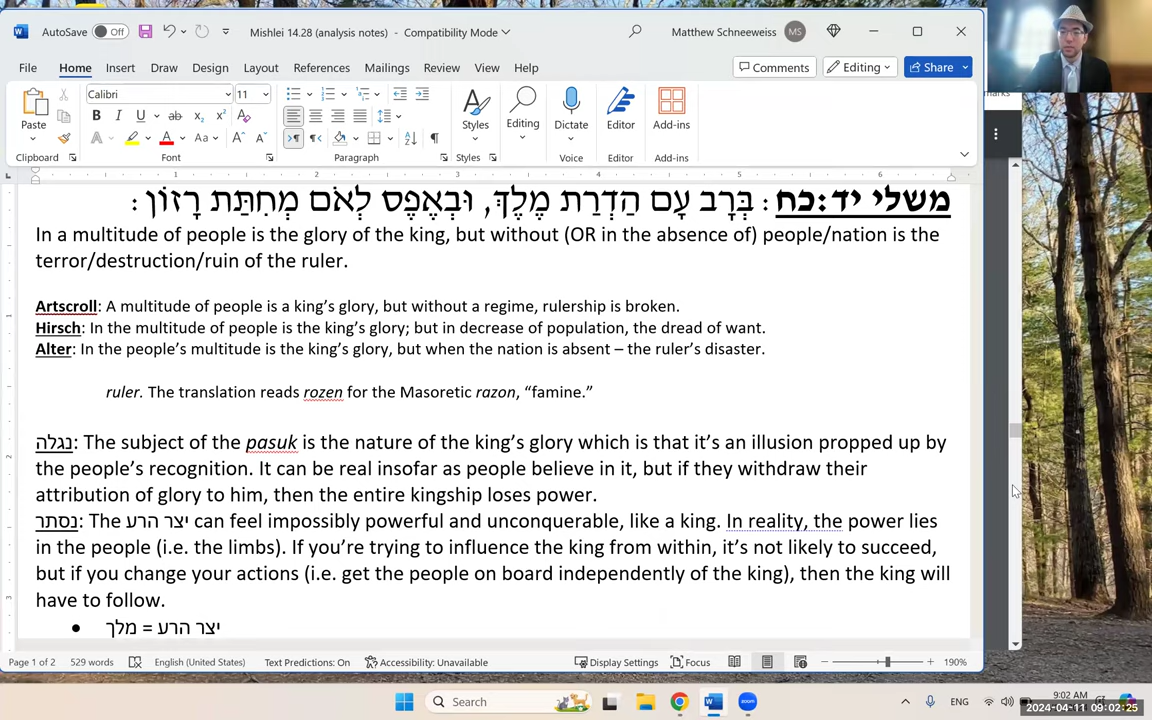 AutoSave Off Mishlei 14.28 (analysis notes) - Compatibility Mode Matthew Schneeweiss MS
File Home Insert Draw Design Layout References Mailings Review View Help Comments Editing Share
Calibri 11
Paste Styles Editing Dictate Editor Add-ins
Clipboard Font Paragraph Styles Voice Editor Add-ins
1 2 3 4 5 6
משלי יד:כח: בְּרָב עָם הַדְרַת מֶלֶךְ, וּבְאֶפֶס לְאֹם מְחִתַּת רָזוֹן:
In a multitude of people is the glory of the king, but without (OR in the absence of) people/nation is the
terror/destruction/ruin of the ruler.
Artscroll: A multitude of people is a king's glory, but without a regime, rulership is broken.
Hirsch: In the multitude of people is the king's glory; but in decrease of population, the dread of want.
Alter: In the people's multitude is the king's glory, but when the nation is absent – the ruler's disaster.
ruler. The translation reads rozen for the Masoretic razon, “famine.”
נגלה: The subject of the pasuk is the nature of the king's glory which is that it's an illusion propped up by
the people's recognition. It can be real insofar as people believe in it, but if they withdraw their
attribution of glory to him, then the entire kingship loses power.
נסתר: The יצר הרע can feel impossibly powerful and unconquerable, like a king. In reality, the power lies
in the people (i.e. the limbs). If you're trying to influence the king from within, it's not likely to succeed,
but if you change your actions (i.e. get the people on board independently of the king), then the king will
have to follow.
• יצר הרע = מלך
Page 1 of 2 529 words English (United States) Text Predictions: On Accessibility: Unavailable Display Settings Focus 190%
Search zoom ENG 9:02 AM
2024-04-11 09:02:25